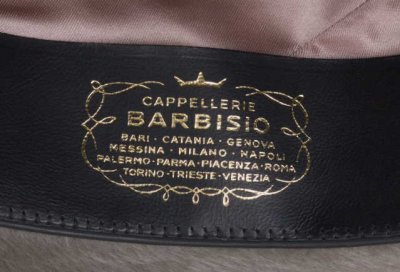 CAPPELLERIE
BARBISIO
BARI · CATANIA · GENOVA
MESSINA · MILANO · NAPOLI
PALERMO · PARMA · PIACENZA · ROMA
TORINO · TRIESTE · VENEZIA